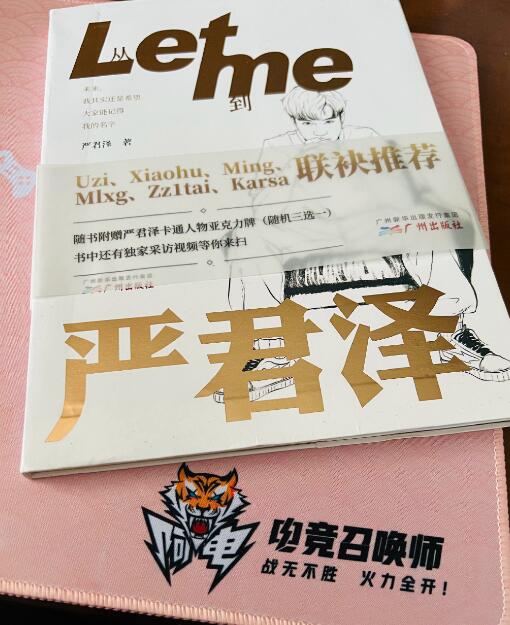 从
Letme
到
未来，
我其实还是希望
大家能记得
我的名字
严君泽 著
Uzi、Xiaohu、Ming、
Mlxg、Zz1tai、Karsa
联袂推荐
随书附赠严君泽卡通人物亚克力牌（随机三选一）
书中还有独家采访视频等你来扫
广州新华出版发行集团
广州出版社
广州新华出版发行集团
广州出版社
严君泽
阿电
电竞召唤师
战无不胜 火力全开！